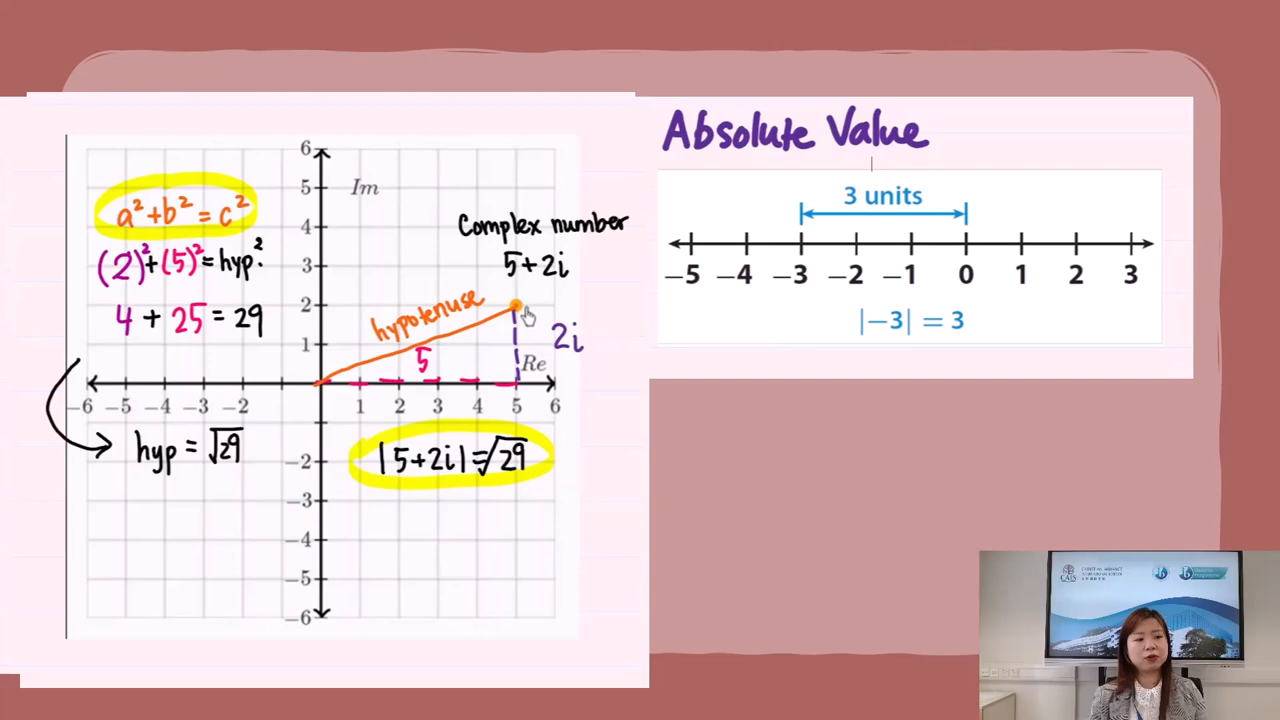 Absolute Value
3 units
−5 −4 −3 −2 −1 0 1 2 3
|−3| = 3
a² + b² = c²
(2)² + (5)² = hyp²
4 + 25 = 29
hyp = √29
Im
Complex number
5+2i
hypotenuse
5
2i
Re
|5+2i| = √29
6
5
4
3
2
1
−6 −5 −4 −3 −2 1 2 3 4 5 6
−2
−3
−4
−5
−6
CAIS